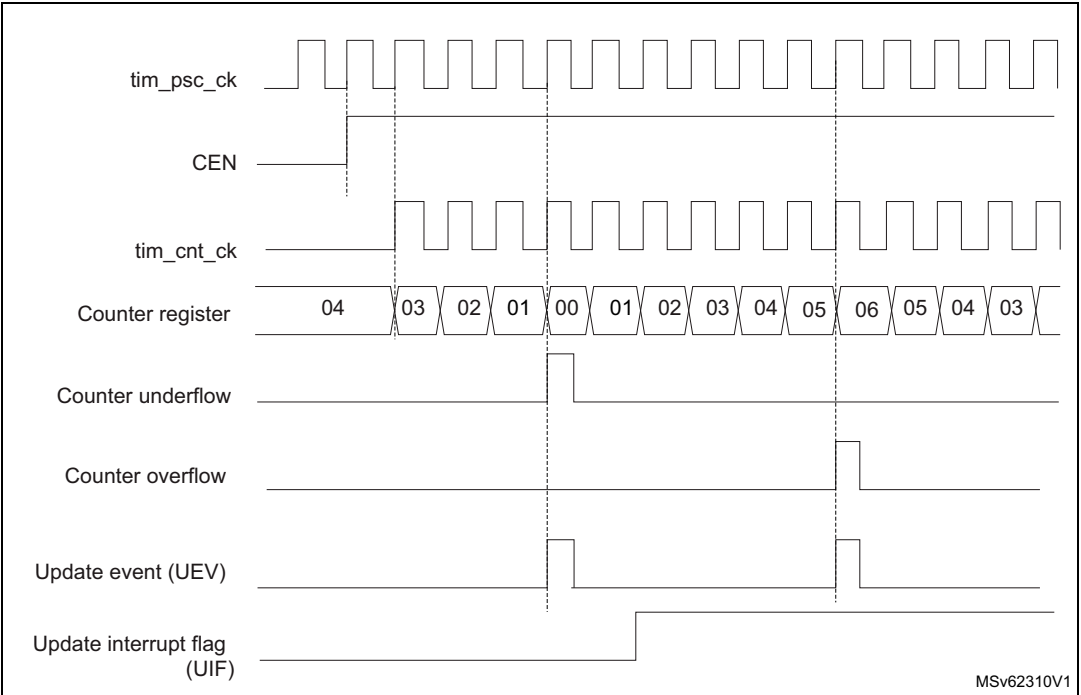 tim_psc_ck
CEN
tim_cnt_ck
Counter register
04 03 02 01 00 01 02 03 04 05 06 05 04 03
Counter underflow
Counter overflow
Update event (UEV)
Update interrupt flag
(UIF)
MSv62310V1